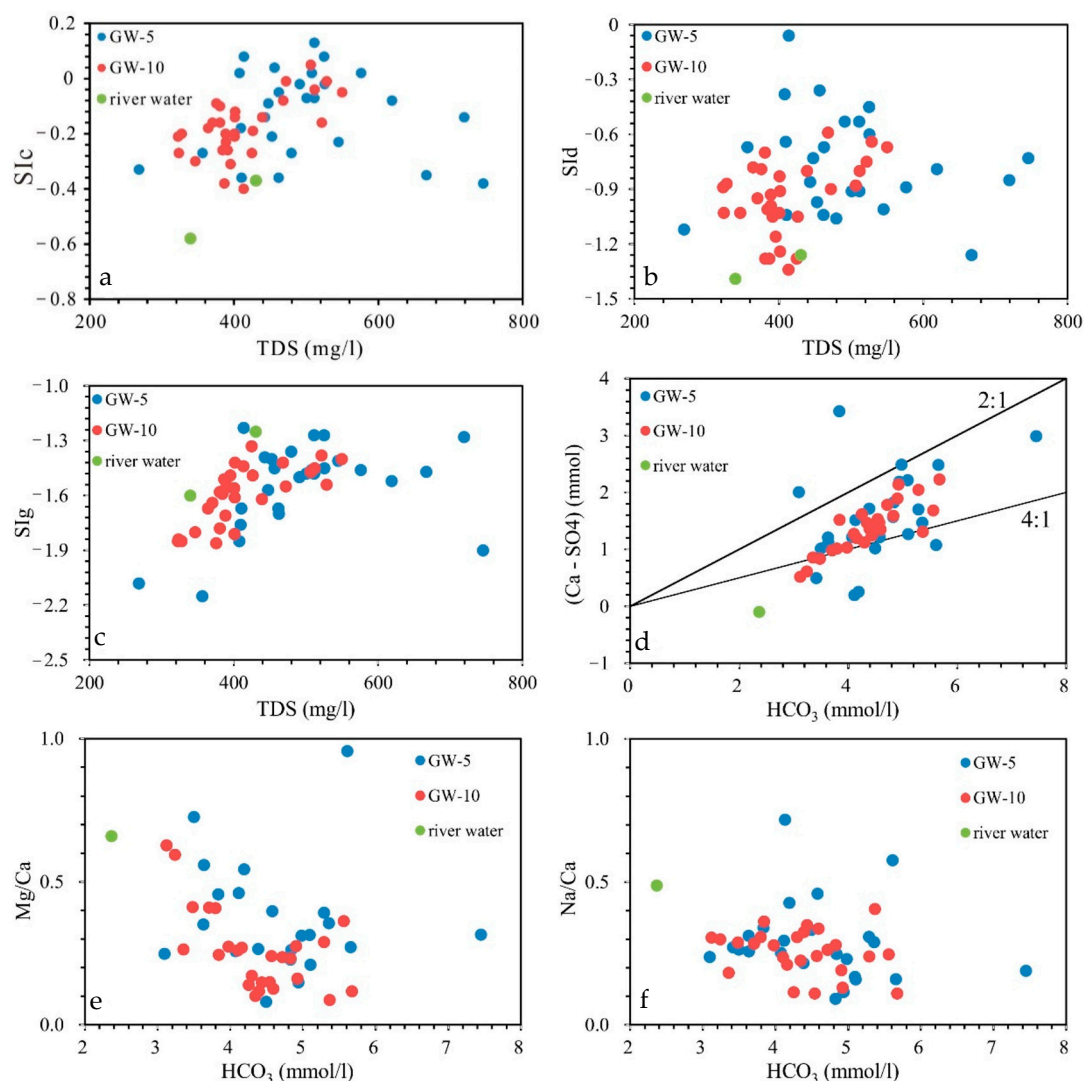 0.2
0
−0.2
−0.4
−0.6
−0.8
SIc
GW-5
GW-10
river water
a
200 400 600 800
TDS (mg/l)
0
−0.3
−0.6
−0.9
−1.2
−1.5
SId
GW-5
GW-10
river water
b
200 400 600 800
TDS (mg/l)
−1.0
−1.3
−1.6
−1.9
−2.2
−2.5
SIg
GW-5
GW-10
river water
c
200 400 600 800
TDS (mg/l)
4
3
2
1
0
−1
(Ca - SO4) (mmol)
GW-5
GW-10
river water
2:1
4:1
d
0 2 4 6 8
HCO₃ (mmol/l)
1.0
0.5
0.0
Mg/Ca
GW-5
GW-10
river water
e
2 3 4 5 6 7 8
HCO₃ (mmol/l)
1.0
0.5
0.0
Na/Ca
GW-5
GW-10
river water
f
2 3 4 5 6 7 8
HCO₃ (mmol/l)